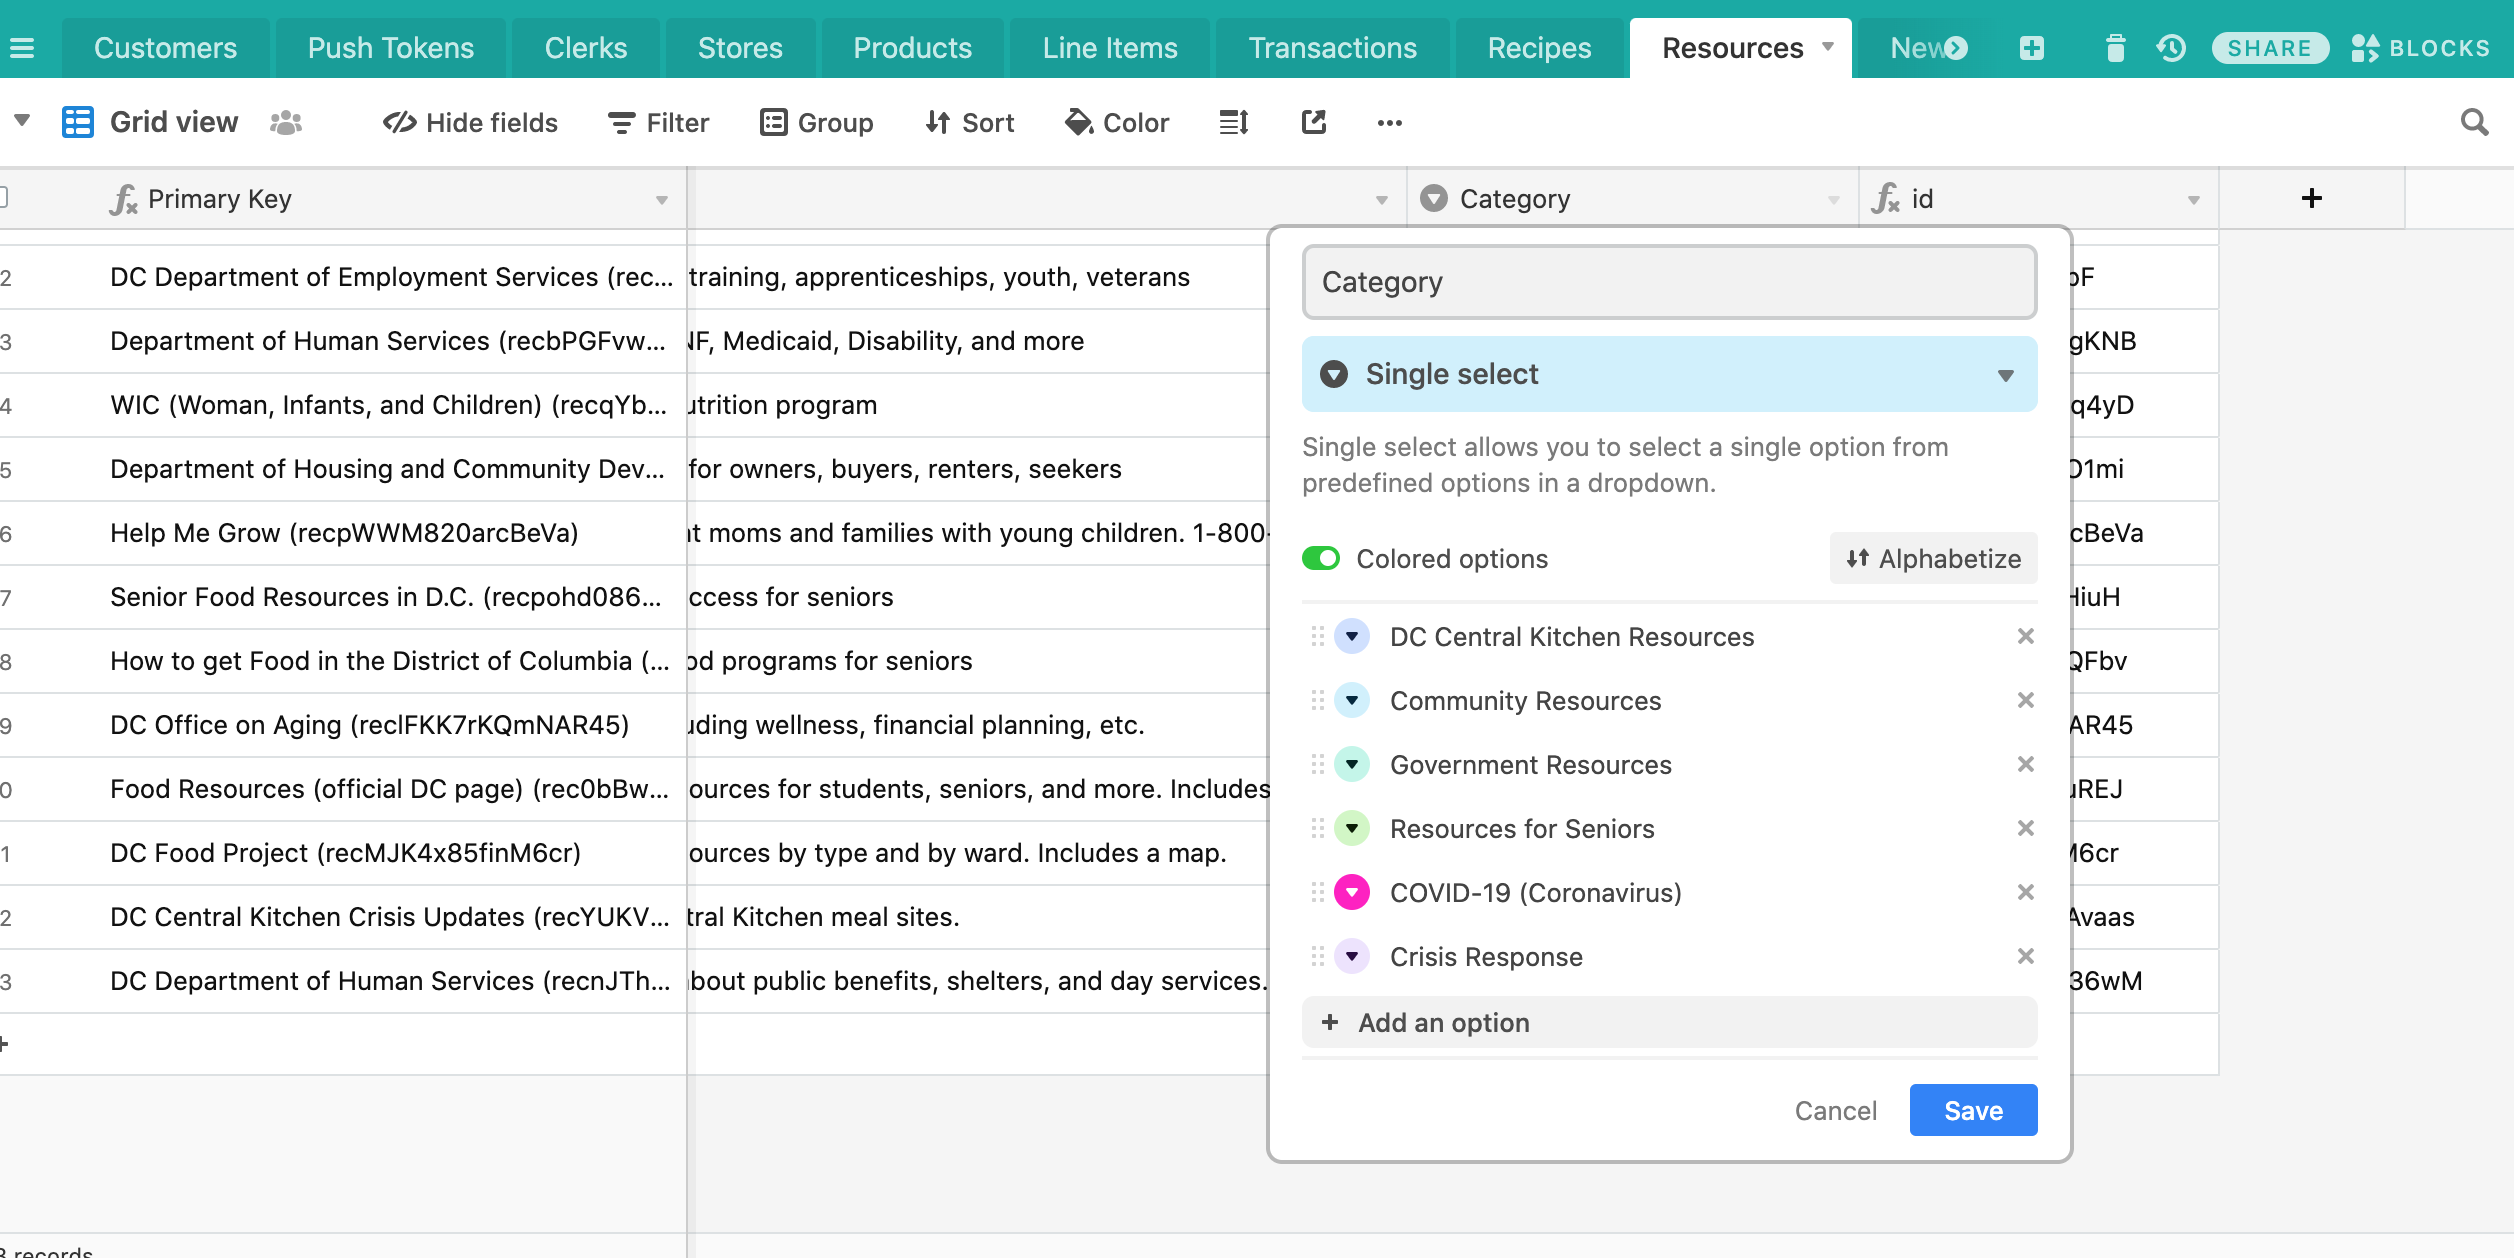 Customers Push Tokens Clerks Stores Products Line Items Transactions Recipes Resources New SHARE BLOCKS
Grid view Hide fields Filter Group Sort Color
Primary Key Category id
2 DC Department of Employment Services (rec... training, apprenticeships, youth, veterans
3 Department of Human Services (recbPGFvw... NF, Medicaid, Disability, and more gKNB
4 WIC (Woman, Infants, and Children) (recqYb... utrition program q4yD
5 Department of Housing and Community Dev... for owners, buyers, renters, seekers O1mi
6 Help Me Grow (recpWWM820arcBeVa) moms and families with young children. 1-800- cBeVa
7 Senior Food Resources in D.C. (recpohd086... ccess for seniors HiuH
8 How to get Food in the District of Columbia (... od programs for seniors QFbv
9 DC Office on Aging (reclFKK7rKQmNAR45) uding wellness, financial planning, etc. AR45
0 Food Resources (official DC page) (rec0bBw... ources for students, seniors, and more. Includes uREJ
1 DC Food Project (recMJK4x85finM6cr) ources by type and by ward. Includes a map. M6cr
2 DC Central Kitchen Crisis Updates (recYUKV... tral Kitchen meal sites. Avaas
3 DC Department of Human Services (recnJTh... about public benefits, shelters, and day services. 36wM
Category
Single select
Single select allows you to select a single option from
predefined options in a dropdown.
Colored options Alphabetize
DC Central Kitchen Resources
Community Resources
Government Resources
Resources for Seniors
COVID-19 (Coronavirus)
Crisis Response
+ Add an option
Cancel Save
records